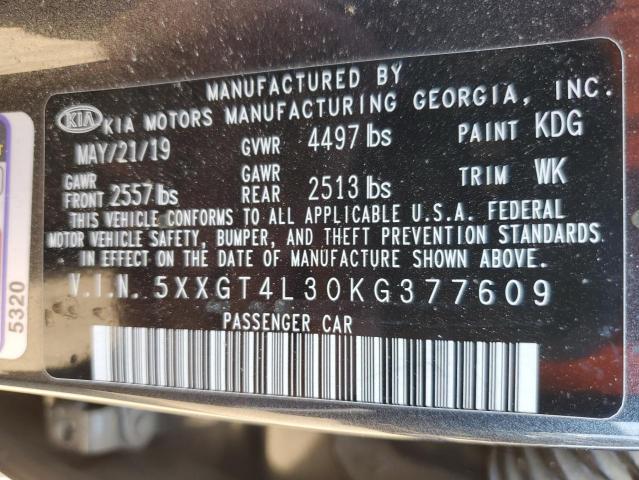 MANUFACTURED BY
KIA KIA MOTORS MANUFACTURING GEORGIA, INC.
MAY/21/19 GVWR 4497 lbs PAINT KDG
GAWR FRONT 2557 lbs GAWR REAR 2513 lbs TRIM WK
THIS VEHICLE CONFORMS TO ALL APPLICABLE U.S.A. FEDERAL
MOTOR VEHICLE SAFETY, BUMPER, AND THEFT PREVENTION STANDARDS
IN EFFECT ON THE DATE OF MANUFACTURE SHOWN ABOVE.
V.I.N. 5XXGT4L30KG377609
PASSENGER CAR
5320